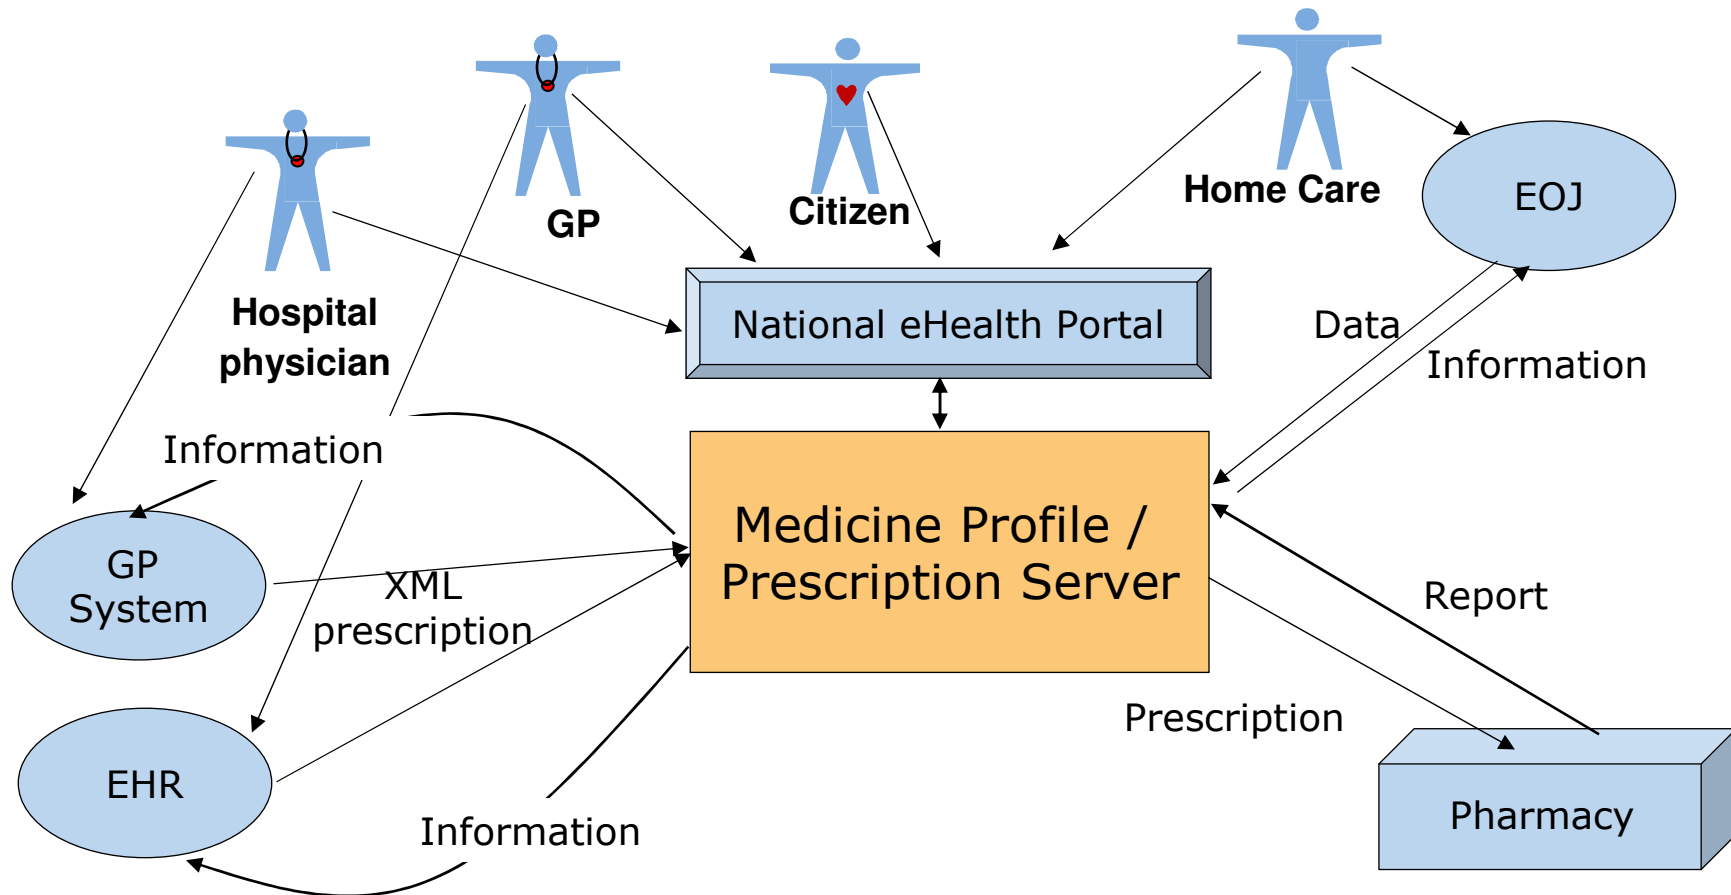 GP
Citizen
Home Care
EOJ
Hospital
physician
National eHealth Portal
Data
Information
Information
Medicine Profile /
Prescription Server
GP
System
XML
prescription
Report
Prescription
EHR
Information
Pharmacy